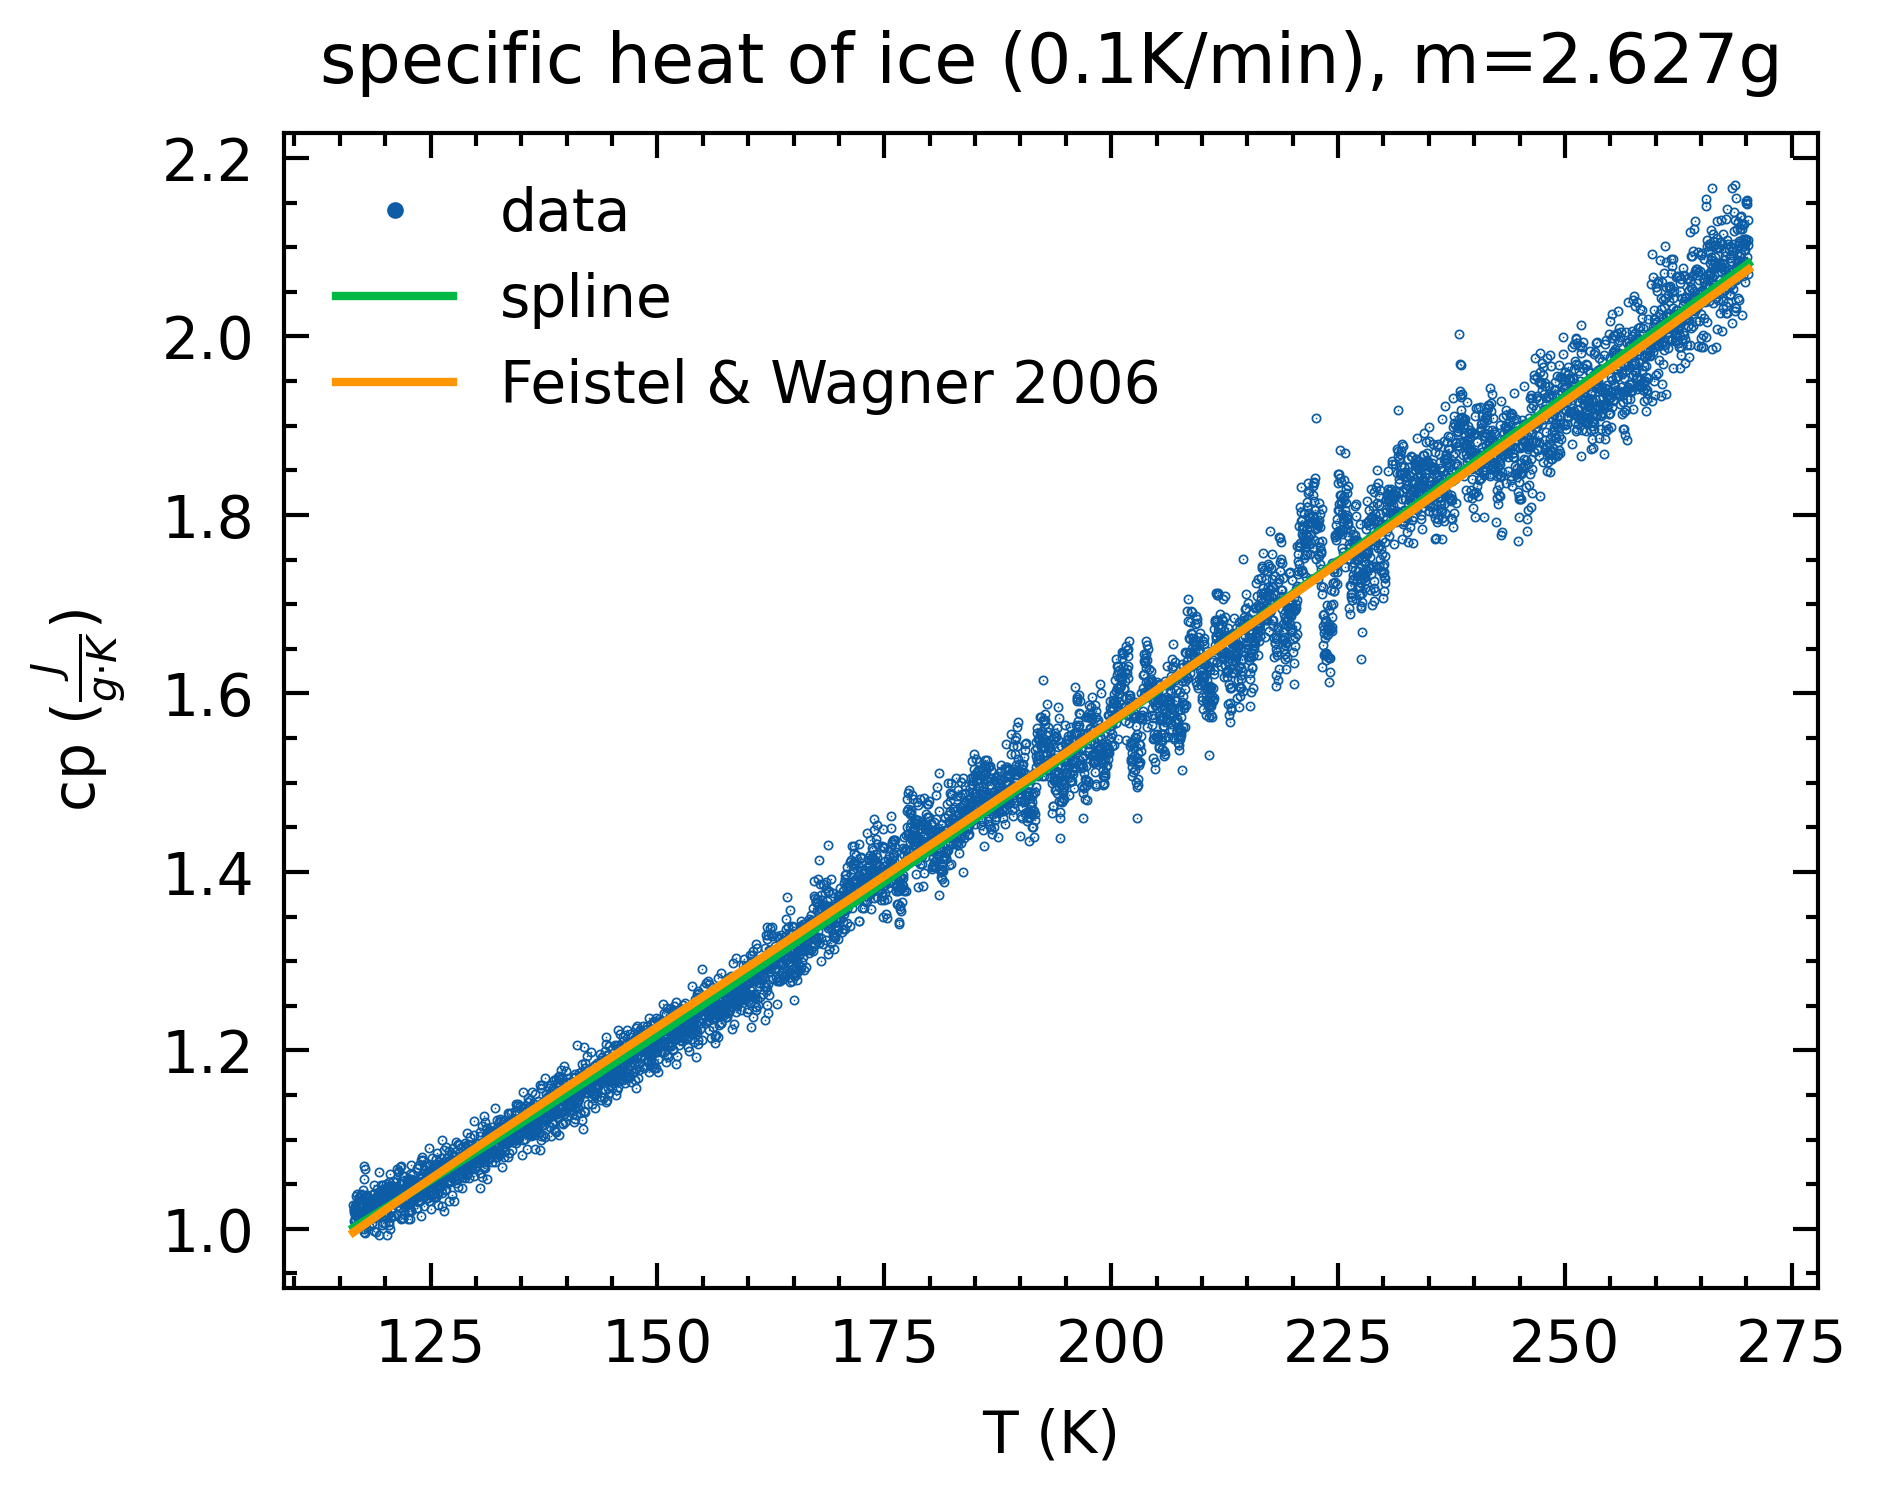 specific heat of ice (0.1K/min), m=2.627g
data
spline
Feistel & Wagner 2006
2.2
2.0
1.8
1.6
1.4
1.2
1.0
cp (J/g·K)
125 150 175 200 225 250 275
T (K)